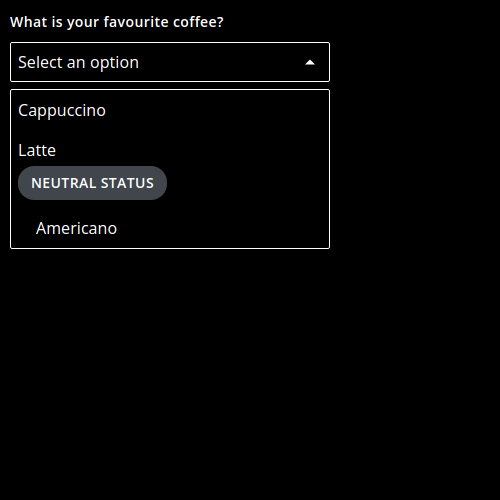 What is your favourite coffee?
Select an option
Cappuccino
Latte
NEUTRAL STATUS
Americano